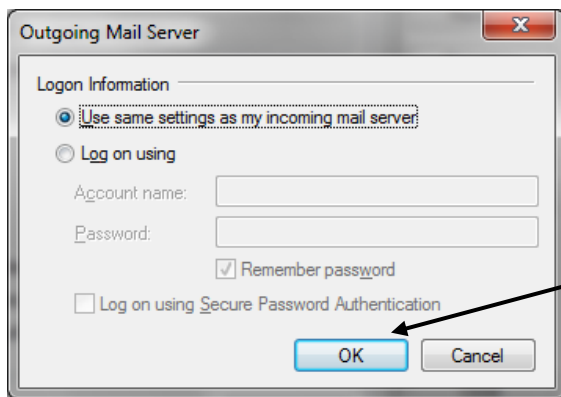 Outgoing Mail Server
Logon Information
Use same settings as my incoming mail server
Log on using
Account name:
Password:
Remember password
Log on using Secure Password Authentication
OK Cancel